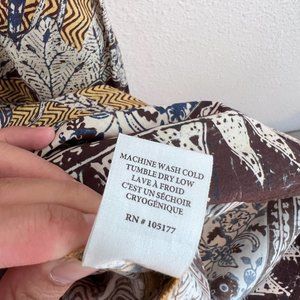 MACHINE WASH COLD
TUMBLE DRY LOW
LAVE À FROID
C'EST UN SÉCHOIR
CRYOGÉNIQUE
RN # 105177